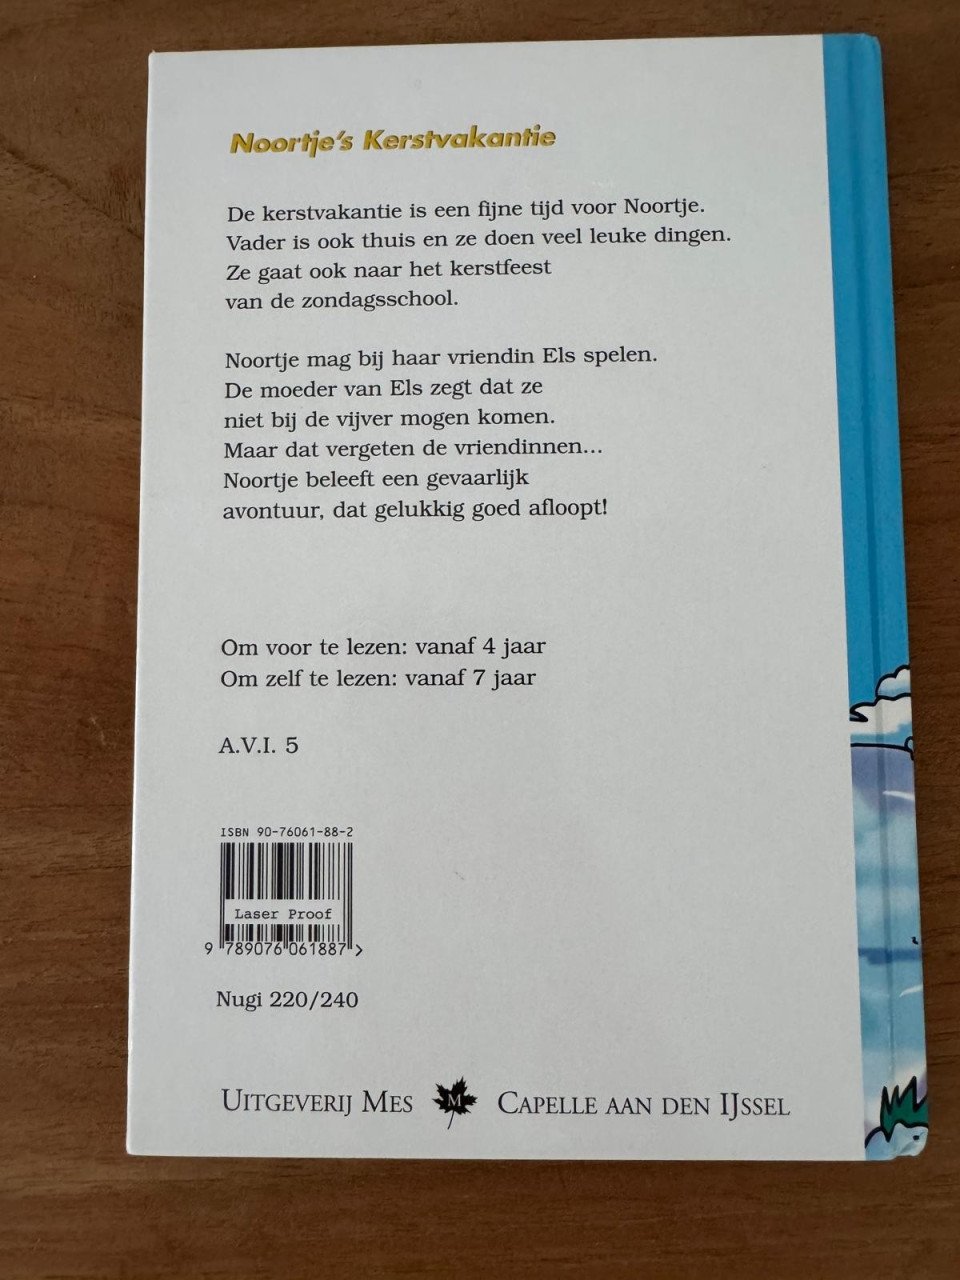 Noortje's Kerstvakantie
De kerstvakantie is een fijne tijd voor Noortje.
Vader is ook thuis en ze doen veel leuke dingen.
Ze gaat ook naar het kerstfeest
van de zondagsschool.
Noortje mag bij haar vriendin Els spelen.
De moeder van Els zegt dat ze
niet bij de vijver mogen komen.
Maar dat vergeten de vriendinnen...
Noortje beleeft een gevaarlijk
avontuur, dat gelukkig goed afloopt!
Om voor te lezen: vanaf 4 jaar
Om zelf te lezen: vanaf 7 jaar
A.V.I. 5
ISBN 90-76061-88-2
Laser Proof
9 789076 061887 >
Nugi 220/240
UITGEVERIJ MES M CAPELLE AAN DEN IJSSEL